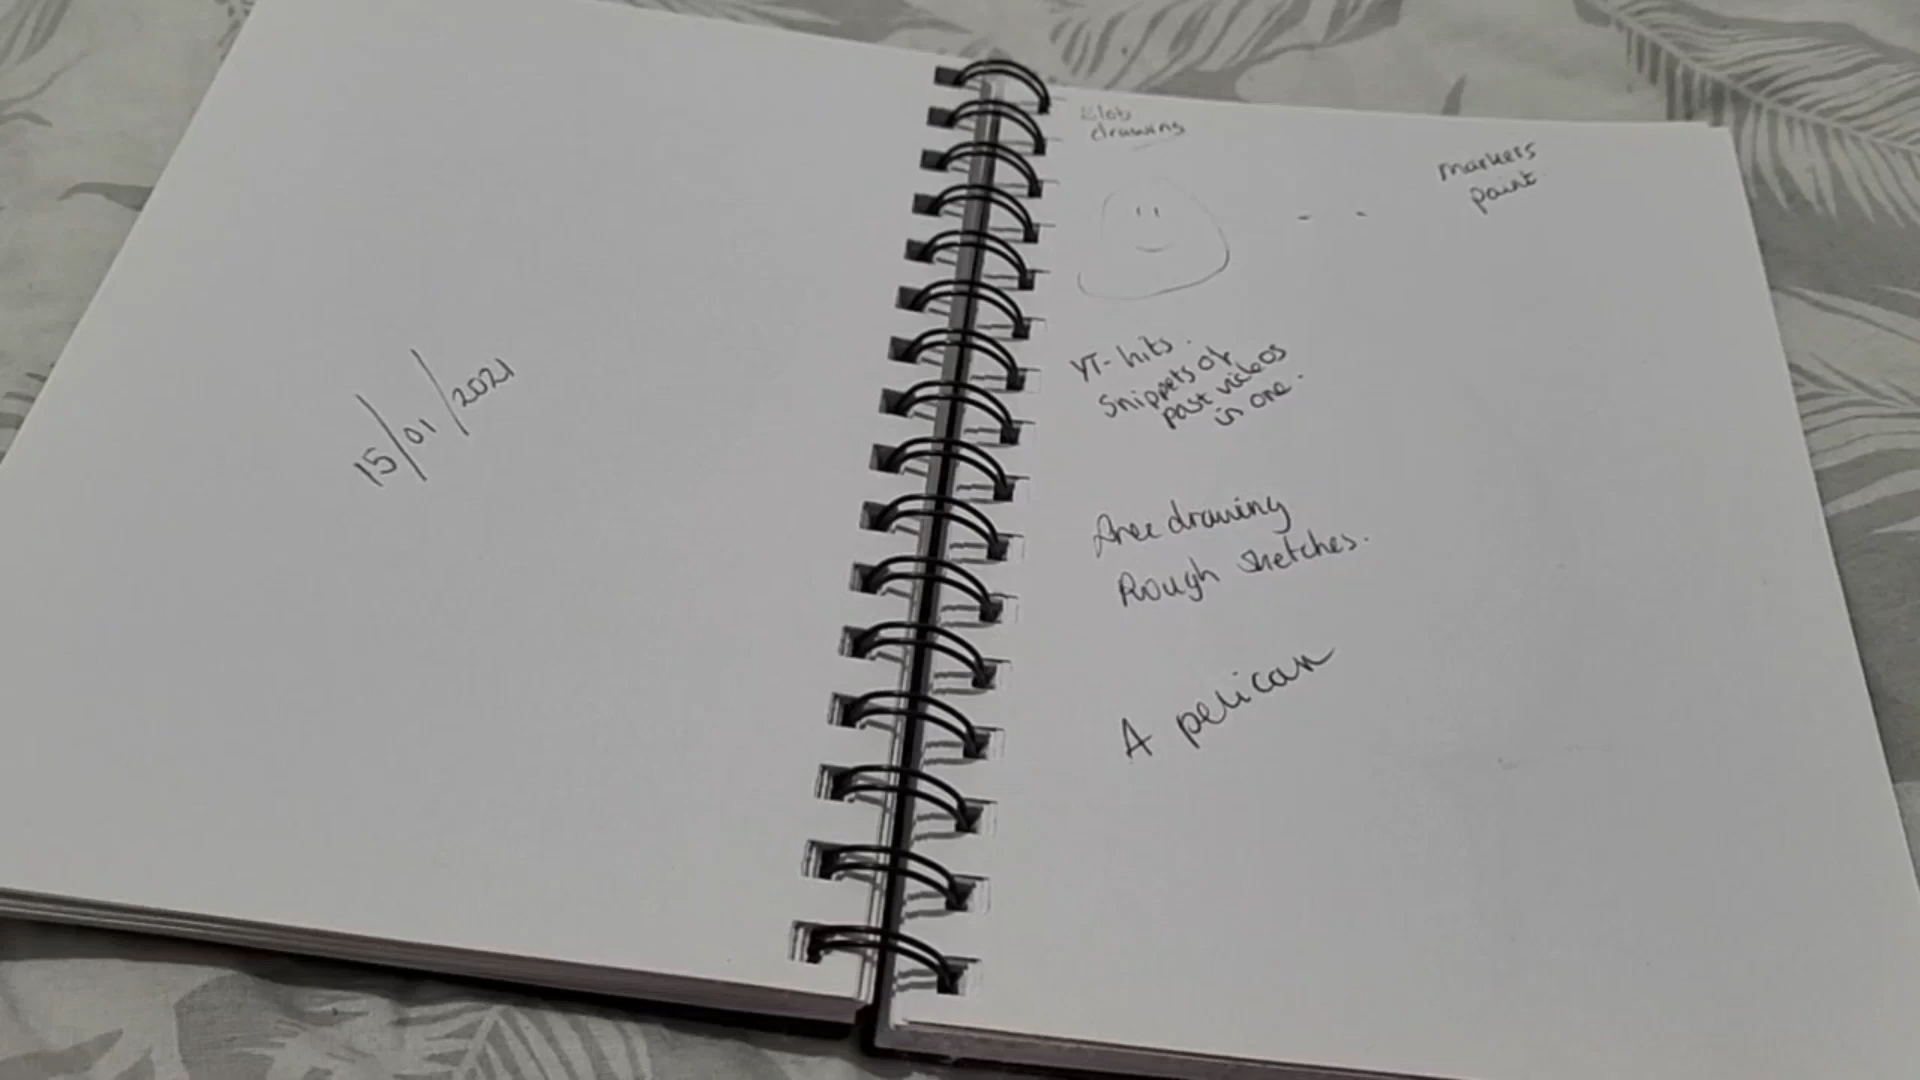 15/01/2021
Blob
drawing
markers
paint
YT- hits.
Snippets of
past videos
in one.
free drawing
Rough sketches.
A pelican